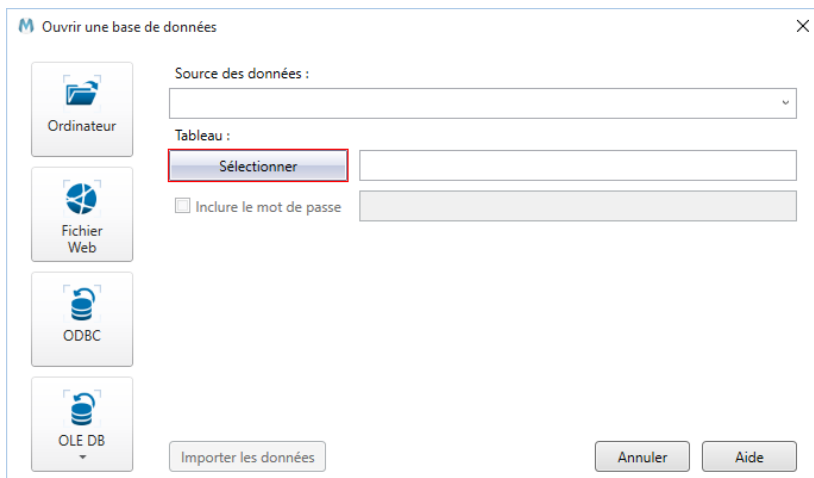 Ouvrir une base de données
Ordinateur
Fichier
Web
ODBC
OLE DB
Source des données :
Tableau :
Sélectionner
Inclure le mot de passe
Importer les données
Annuler
Aide